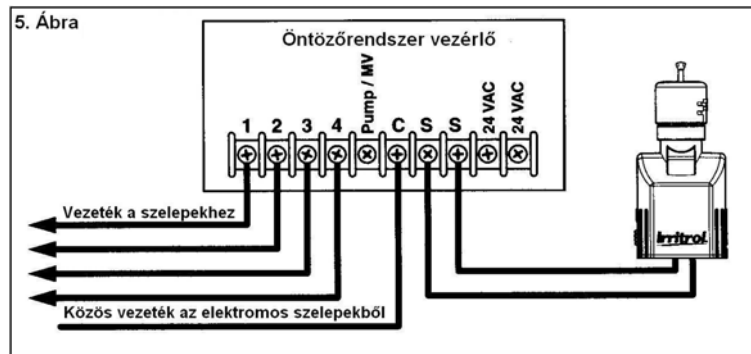 5. Ábra
Öntözőrendszer vezérlő
1 2 3 4 Pump / MV C S S 24 VAC 24 VAC
Vezeték a szelepekhez
Irritrol
Közös vezeték az elektromos szelepekből